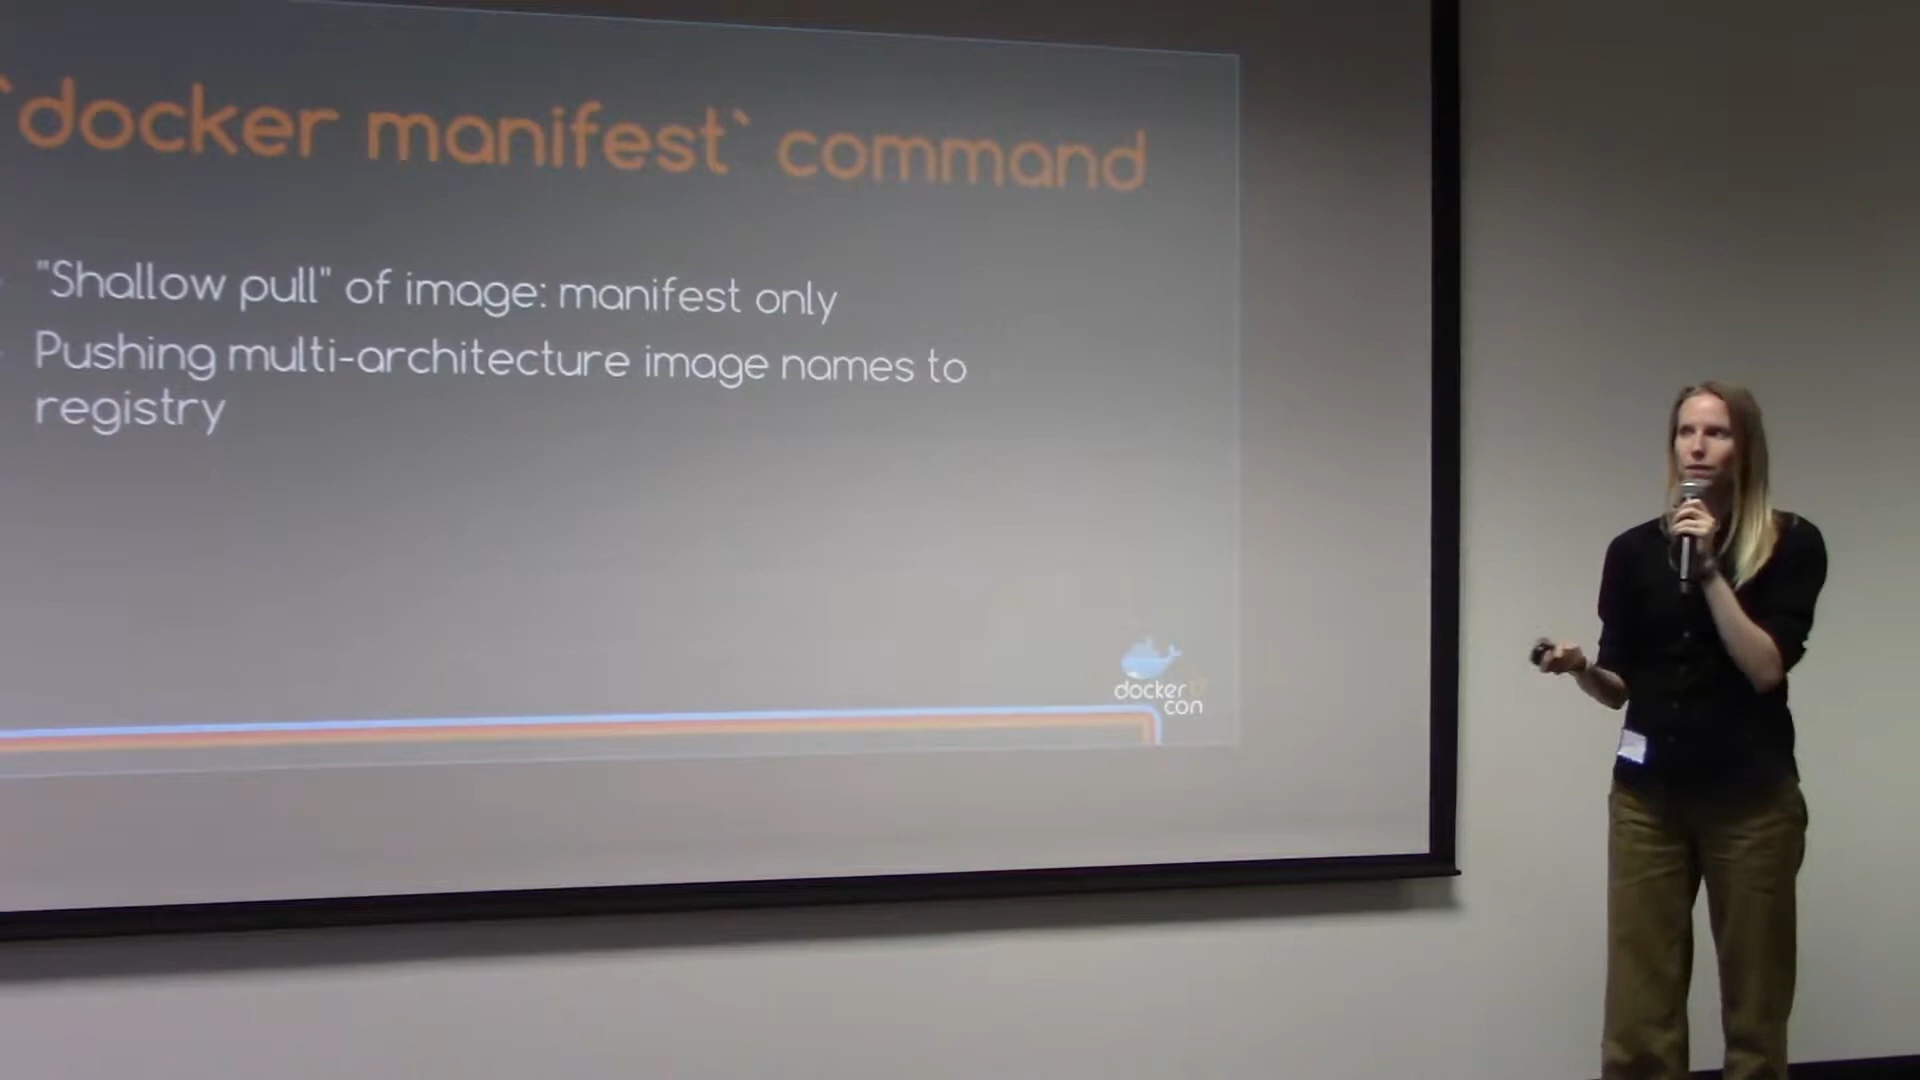 `docker manifest` command
"Shallow pull" of image: manifest only
Pushing multi-architecture image names to
registry
docker
con